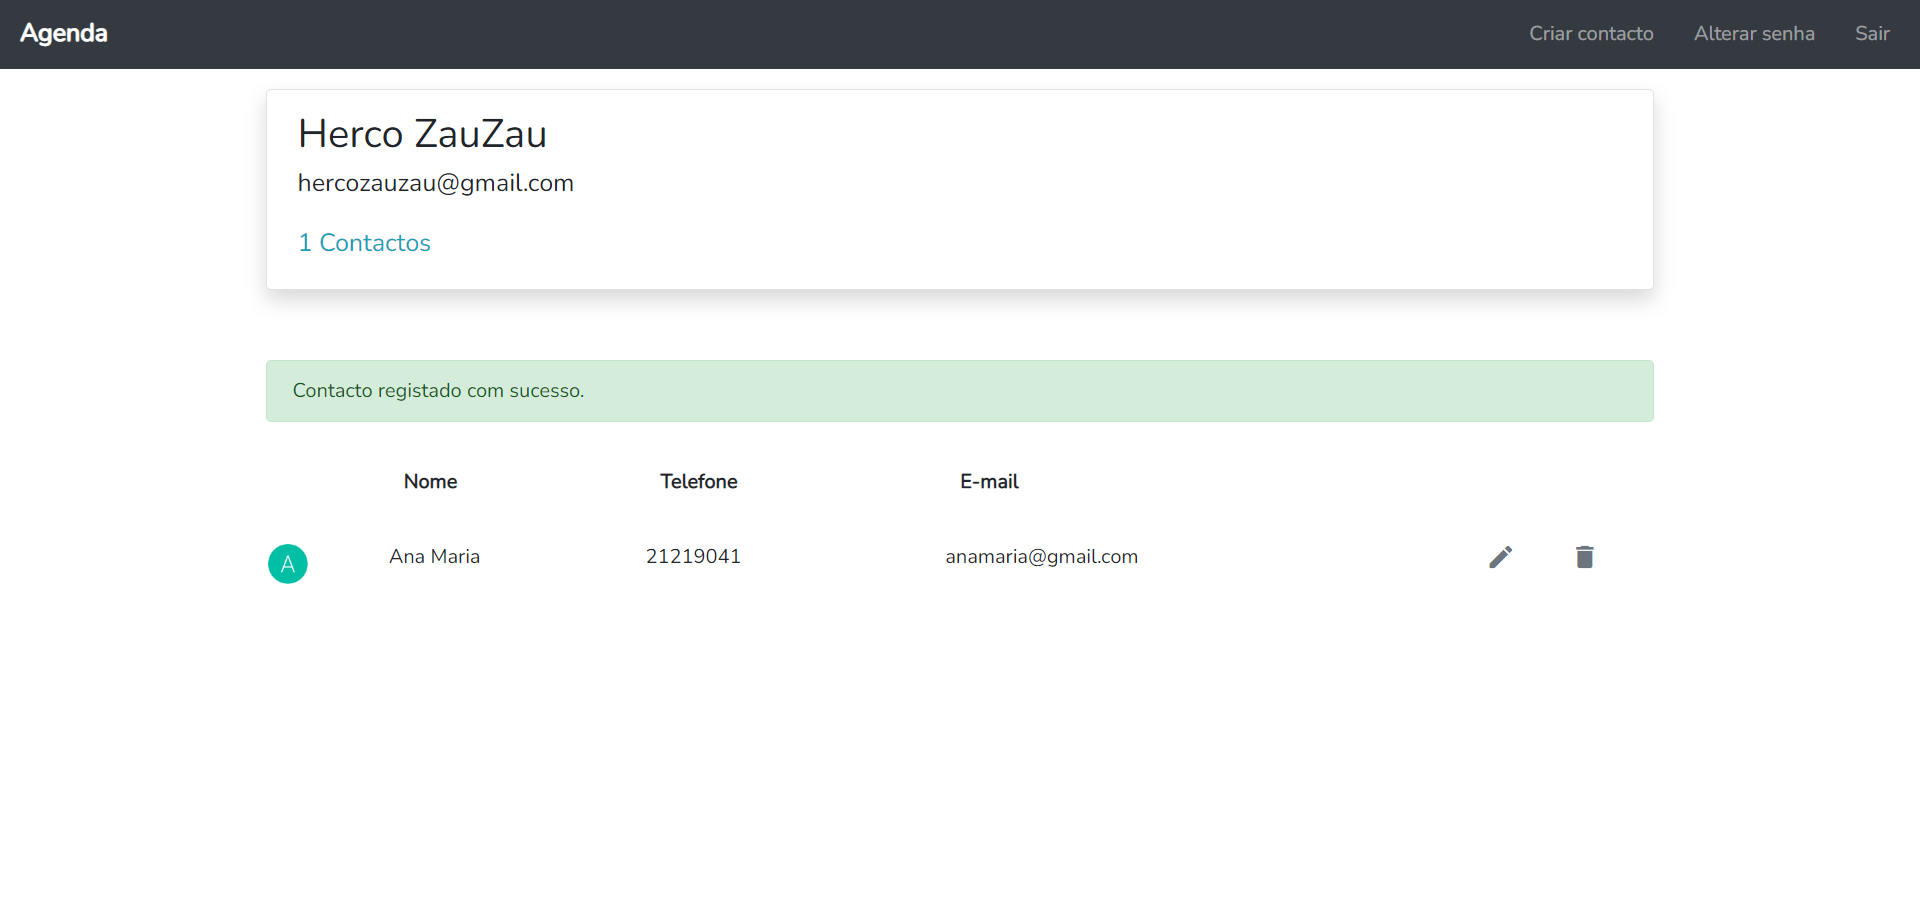 Agenda Criar contacto Alterar senha Sair
Herco ZauZau
hercozauzau@gmail.com
1 Contactos
Contacto registado com sucesso.
Nome Telefone E-mail
A Ana Maria 21219041 anamaria@gmail.com